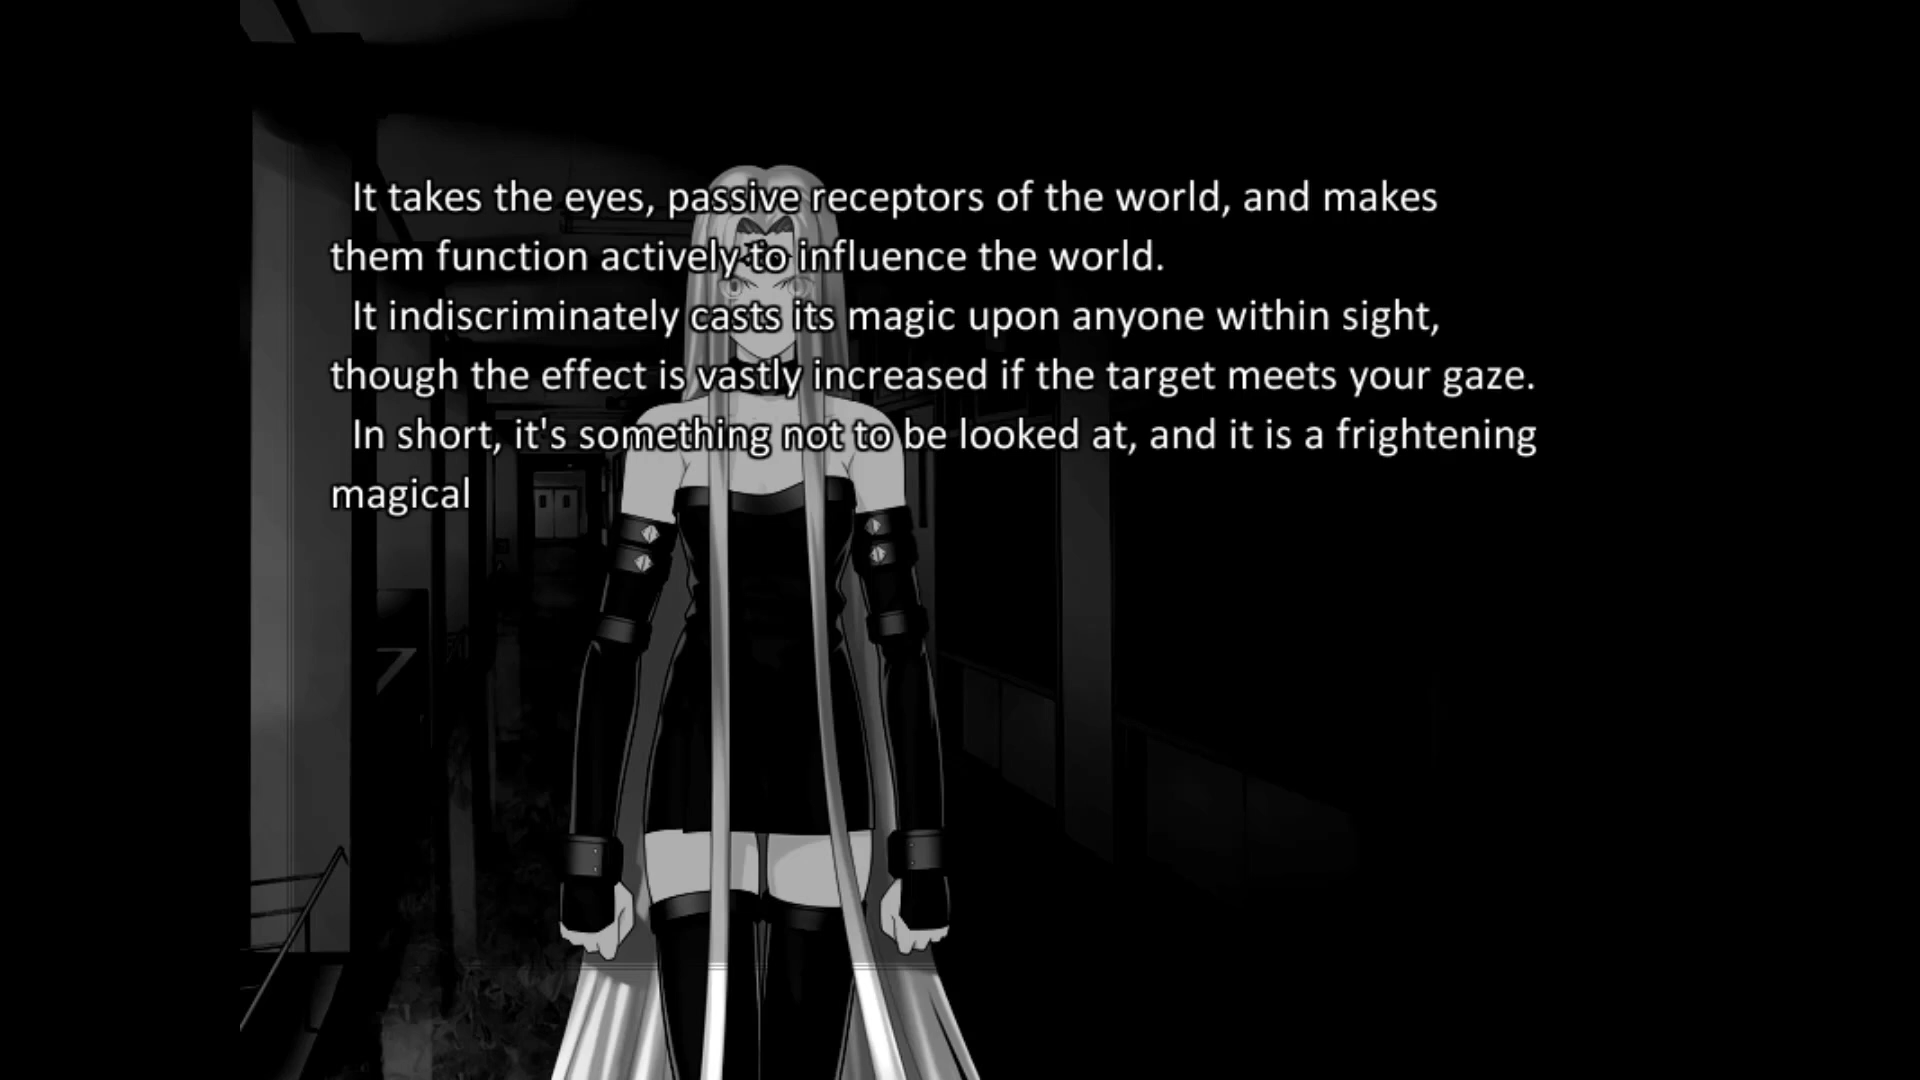 It takes the eyes, passive receptors of the world, and makes
them function actively to influence the world.
It indiscriminately casts its magic upon anyone within sight,
though the effect is vastly increased if the target meets your gaze.
In short, it's something not to be looked at, and it is a frightening
magical